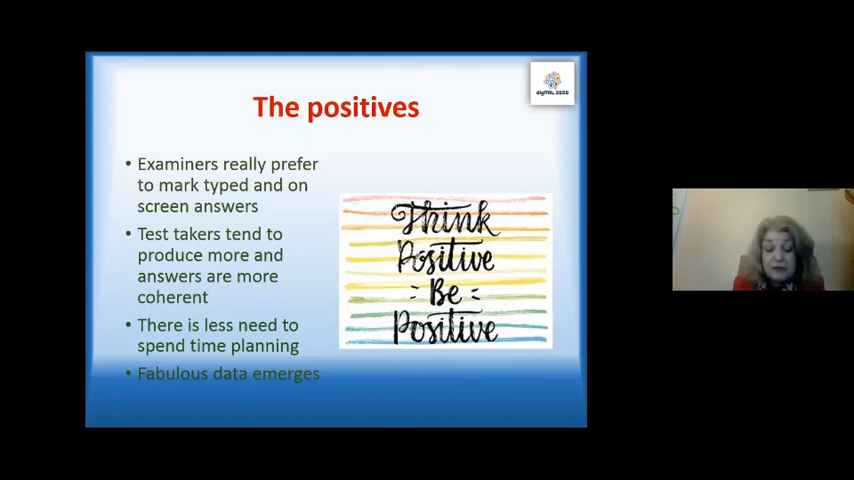 The positives
digiTAL 2020
• Examiners really prefer
to mark typed and on
screen answers
• Test takers tend to
produce more and
answers are more
coherent
• There is less need to
spend time planning
• Fabulous data emerges
Think
Positive
= Be =
Positive